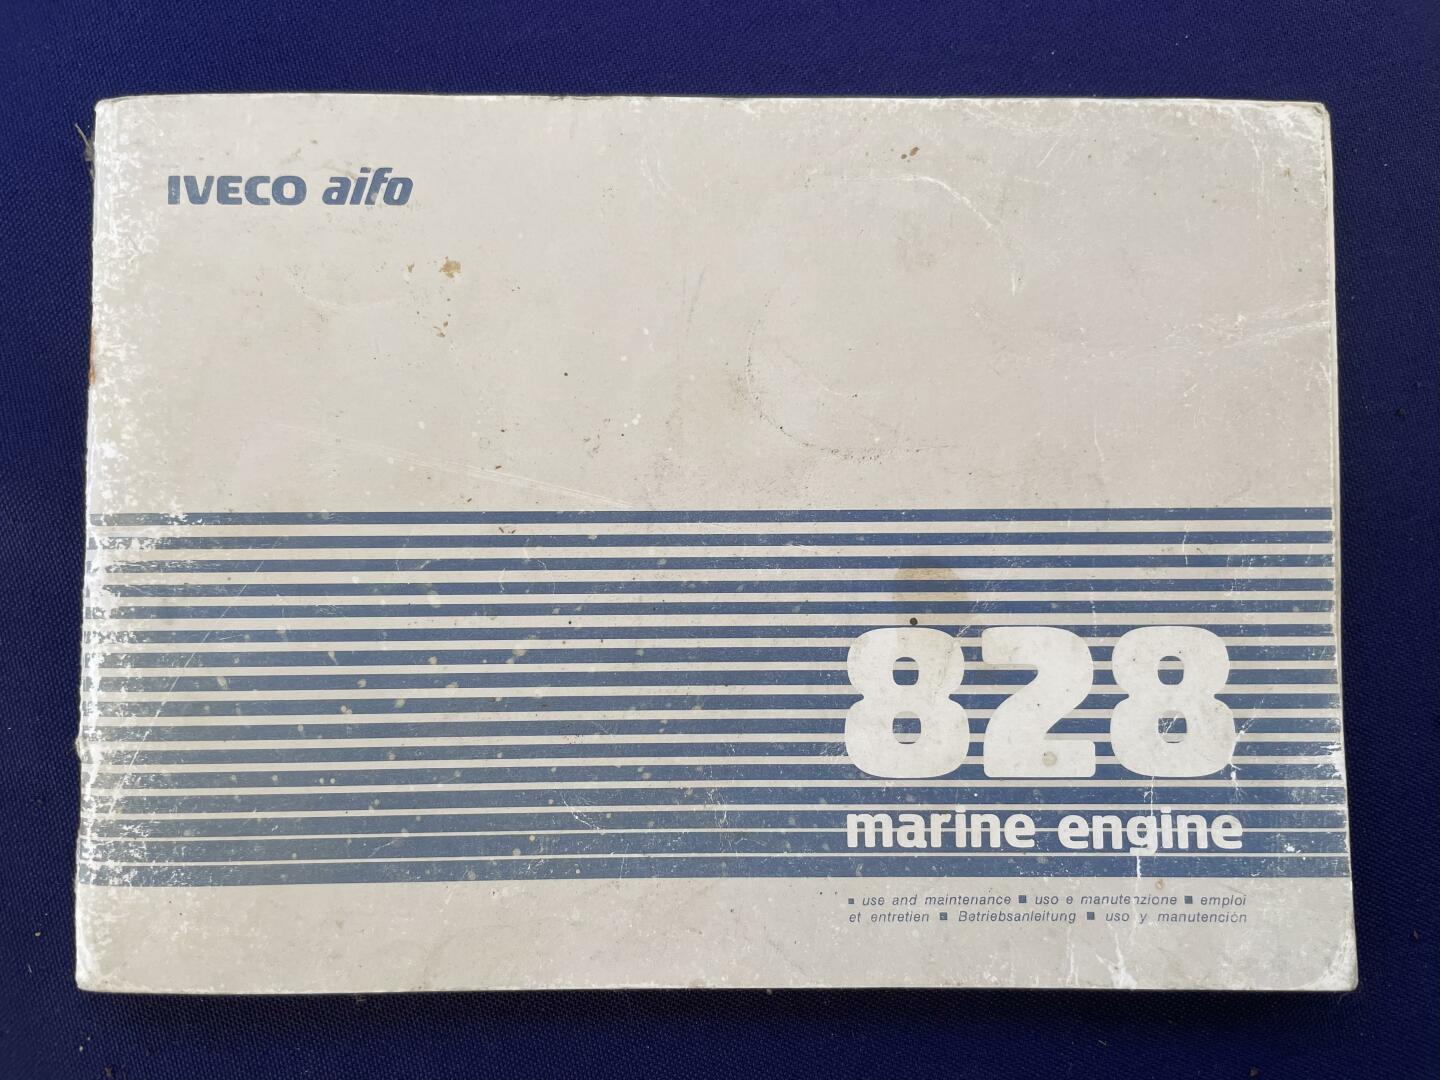 IVECO aifo
828
marine engine
▪ use and maintenance ▪ uso e manutenzione ▪ emploi
et entretien ▪ Betriebsanleitung ▪ uso y manutención